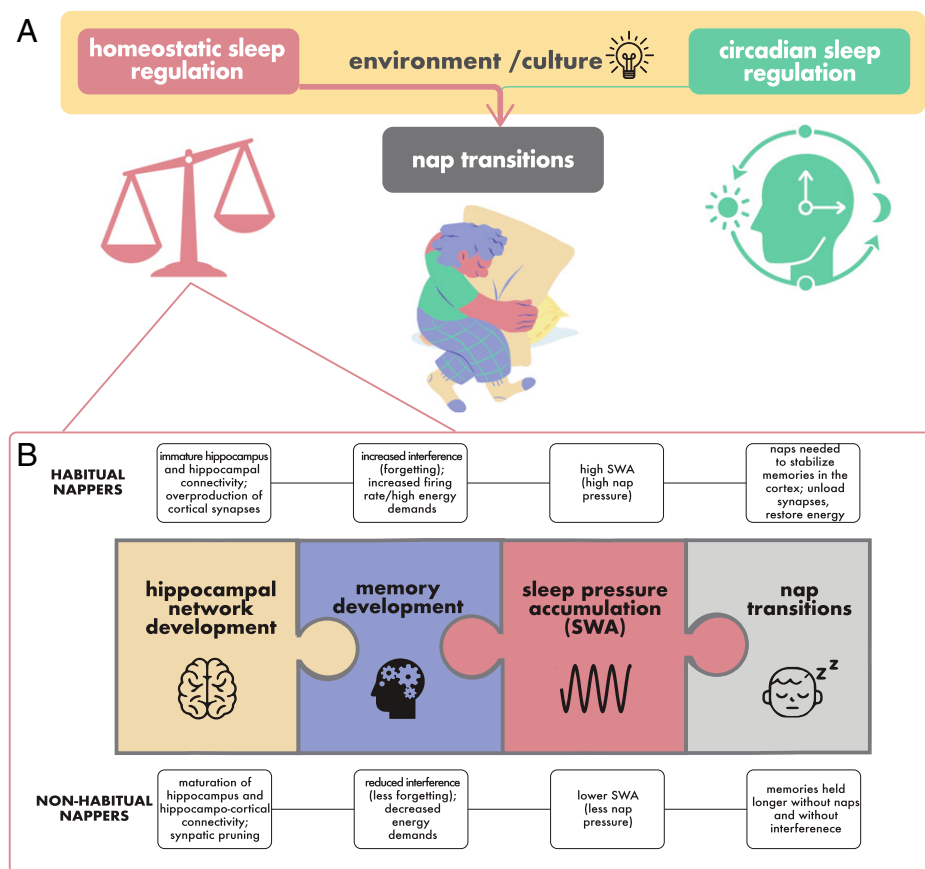 A
homeostatic sleep
regulation
environment /culture
circadian sleep
regulation
nap transitions
B
HABITUAL
NAPPERS
immature hippocampus
and hippocampal
connectivity;
overproduction of
cortical synapses
increased interference
(forgetting);
increased firing
rate/high energy
demands
high SWA
(high nap
pressure)
naps needed
to stabilize
memories in the
cortex; unload
synapses,
restore energy
hippocampal
network
development
memory
development
sleep pressure
accumulation
(SWA)
nap
transitions
z z
NON-HABITUAL
NAPPERS
maturation of
hippocampus and
hippocampo-cortical
connectivity;
synpatic pruning
reduced interference
(less forgetting);
decreased
energy
demands
lower SWA
(less nap
pressure)
memories held
longer without naps
and without
interferenece